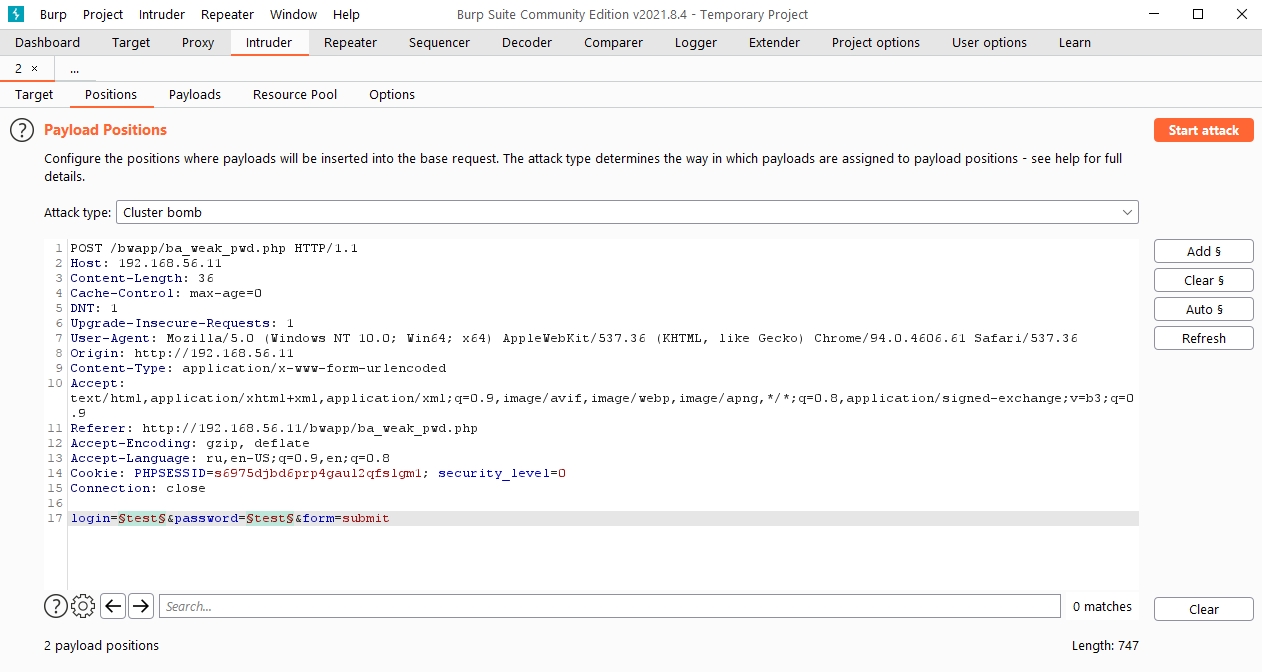 Burp Project Intruder Repeater Window Help Burp Suite Community Edition v2021.8.4 - Temporary Project
Dashboard Target Proxy Intruder Repeater Sequencer Decoder Comparer Logger Extender Project options User options Learn
2 × ...
Target Positions Payloads Resource Pool Options
? Payload Positions Start attack
Configure the positions where payloads will be inserted into the base request. The attack type determines the way in which payloads are assigned to payload positions - see help for full
details.
Attack type: Cluster bomb
1 POST /bwapp/ba_weak_pwd.php HTTP/1.1
2 Host: 192.168.56.11
3 Content-Length: 36
4 Cache-Control: max-age=0
5 DNT: 1
6 Upgrade-Insecure-Requests: 1
7 User-Agent: Mozilla/5.0 (Windows NT 10.0; Win64; x64) AppleWebKit/537.36 (KHTML, like Gecko) Chrome/94.0.4606.61 Safari/537.36
8 Origin: http://192.168.56.11
9 Content-Type: application/x-www-form-urlencoded
10 Accept:
text/html,application/xhtml+xml,application/xml;q=0.9,image/avif,image/webp,image/apng,*/*;q=0.8,application/signed-exchange;v=b3;q=0
.9
11 Referer: http://192.168.56.11/bwapp/ba_weak_pwd.php
12 Accept-Encoding: gzip, deflate
13 Accept-Language: ru,en-US;q=0.9,en;q=0.8
14 Cookie: PHPSESSID=s6975djbd6prp4gaul2qfslgm1; security_level=0
15 Connection: close
16
17 login=§test§&password=§test§&form=submit
Add §
Clear §
Auto §
Refresh
? Search... 0 matches Clear
2 payload positions Length: 747